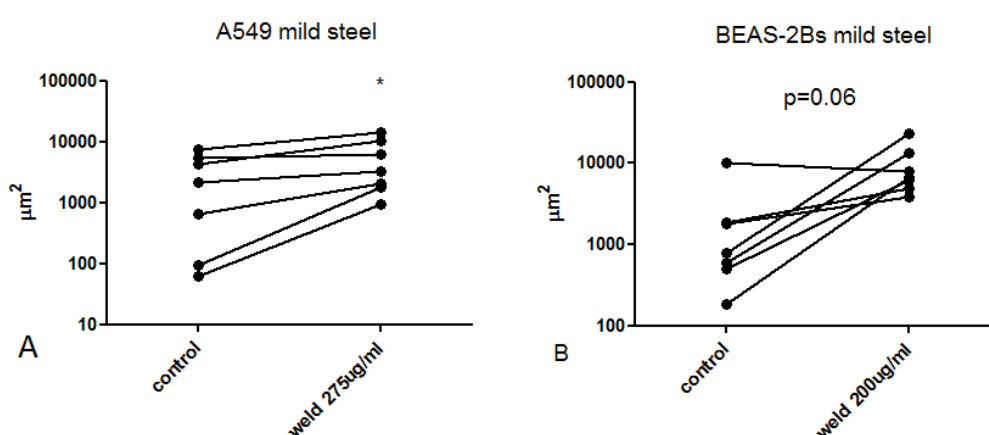 A549 mild steel
100000
*
10000
1000
100
10
μm²
control
weld 275ug/ml
A
BEAS-2Bs mild steel
100000
p=0.06
10000
1000
100
μm²
control
weld 200ug/ml
B